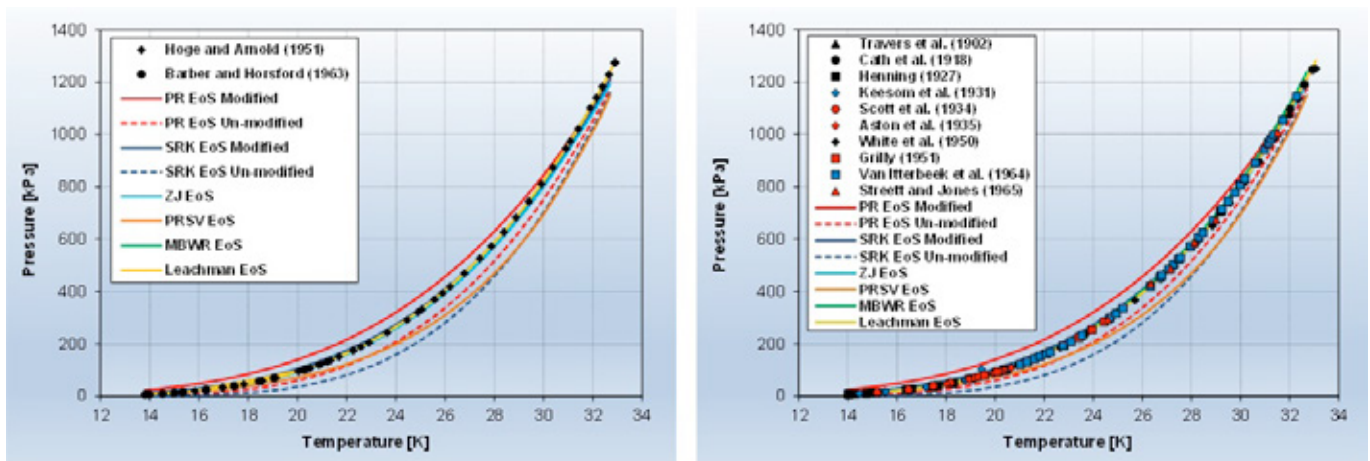 1400
1200
1000
800
600
400
200
0
Pressure [kPa]
Hoge and Arnold (1951)
Barber and Horsford (1963)
PR EoS Modified
PR EoS Un-modified
SRK EoS Modified
SRK EoS Un-modified
ZJ EoS
PRSV EoS
MBWR EoS
Leachman EoS
12 14 16 18 20 22 24 26 28 30 32 34
Temperature [K]
1400
1200
1000
800
600
400
200
0
Pressure [kPa]
Travers et al. (1902)
Cath et al. (1918)
Henning (1927)
Keesom et al. (1931)
Scott et al. (1934)
Aston et al. (1935)
White et al. (1950)
Grilly (1951)
Van Itterbeek et al. (1964)
Streett and Jones (1965)
PR EoS Modified
PR EoS Un-modified
SRK EoS Modified
SRK EoS Un-modified
ZJ EoS
PRSV EoS
MBWR EoS
Leachman EoS
12 14 16 18 20 22 24 26 28 30 32 34
Temperature [K]